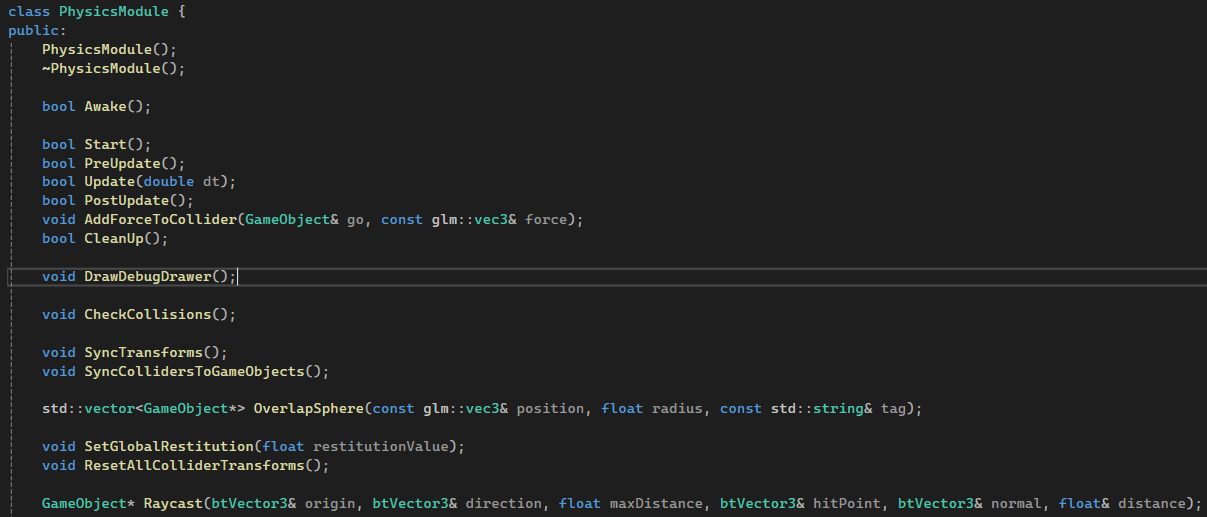 class PhysicsModule {
public:
PhysicsModule();
~PhysicsModule();
bool Awake();
bool Start();
bool PreUpdate();
bool Update(double dt);
bool PostUpdate();
void AddForceToCollider(GameObject& go, const glm::vec3& force);
bool CleanUp();
void DrawDebugDrawer();
void CheckCollisions();
void SyncTransforms();
void SyncCollidersToGameObjects();
std::vector<GameObject*> OverlapSphere(const glm::vec3& position, float radius, const std::string& tag);
void SetGlobalRestitution(float restitutionValue);
void ResetAllColliderTransforms();
GameObject* Raycast(btVector3& origin, btVector3& direction, float maxDistance, btVector3& hitPoint, btVector3& normal, float& distance);